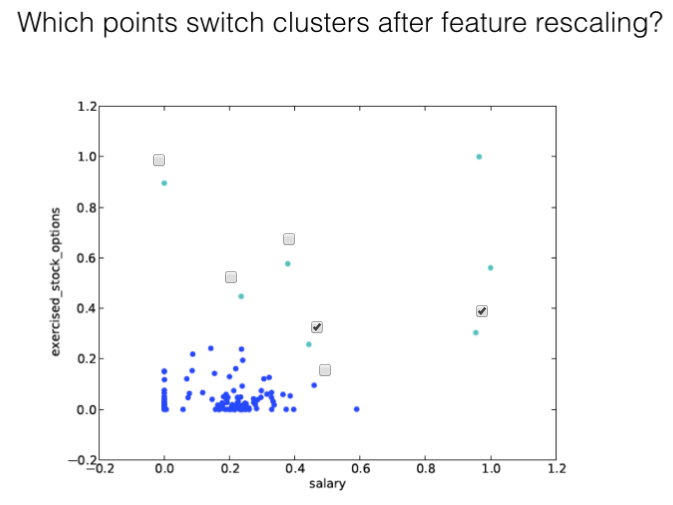 Which points switch clusters after feature rescaling?
1.2
1.0
0.8
0.6
0.4
0.2
0.0
−0.2
exercised_stock_options
−0.2 0.0 0.2 0.4 0.6 0.8 1.0 1.2
salary